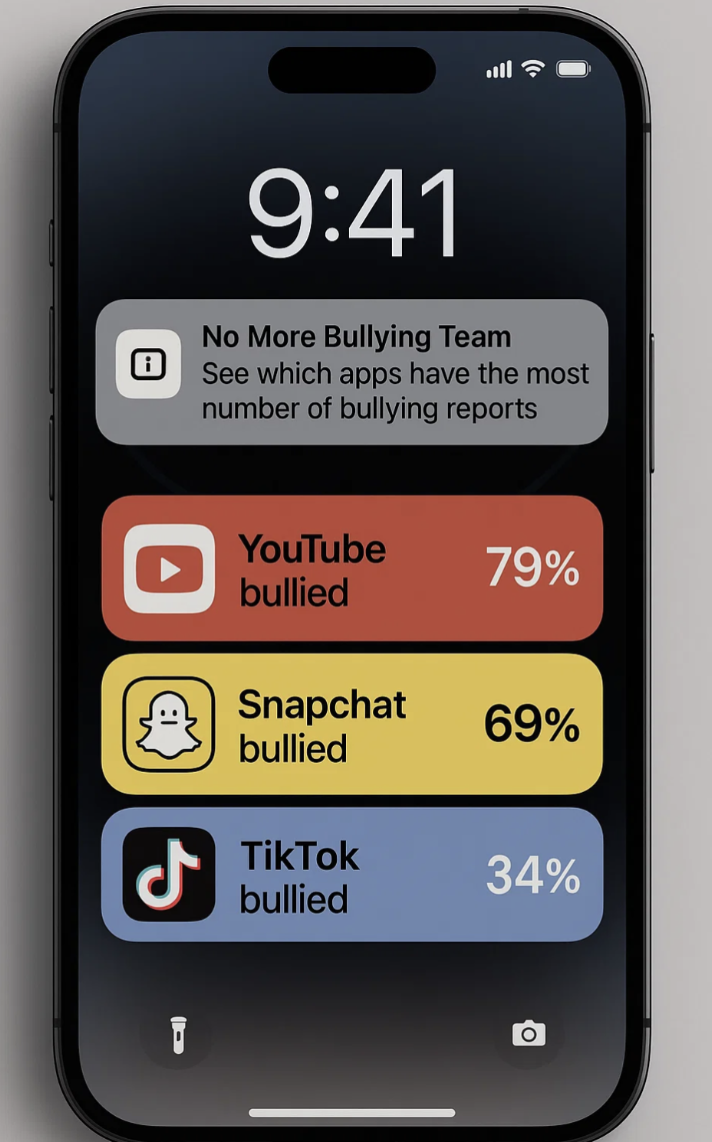 9:41
No More Bullying Team
See which apps have the most
number of bullying reports
YouTube
bullied
79%
Snapchat
bullied
69%
TikTok
bullied
34%